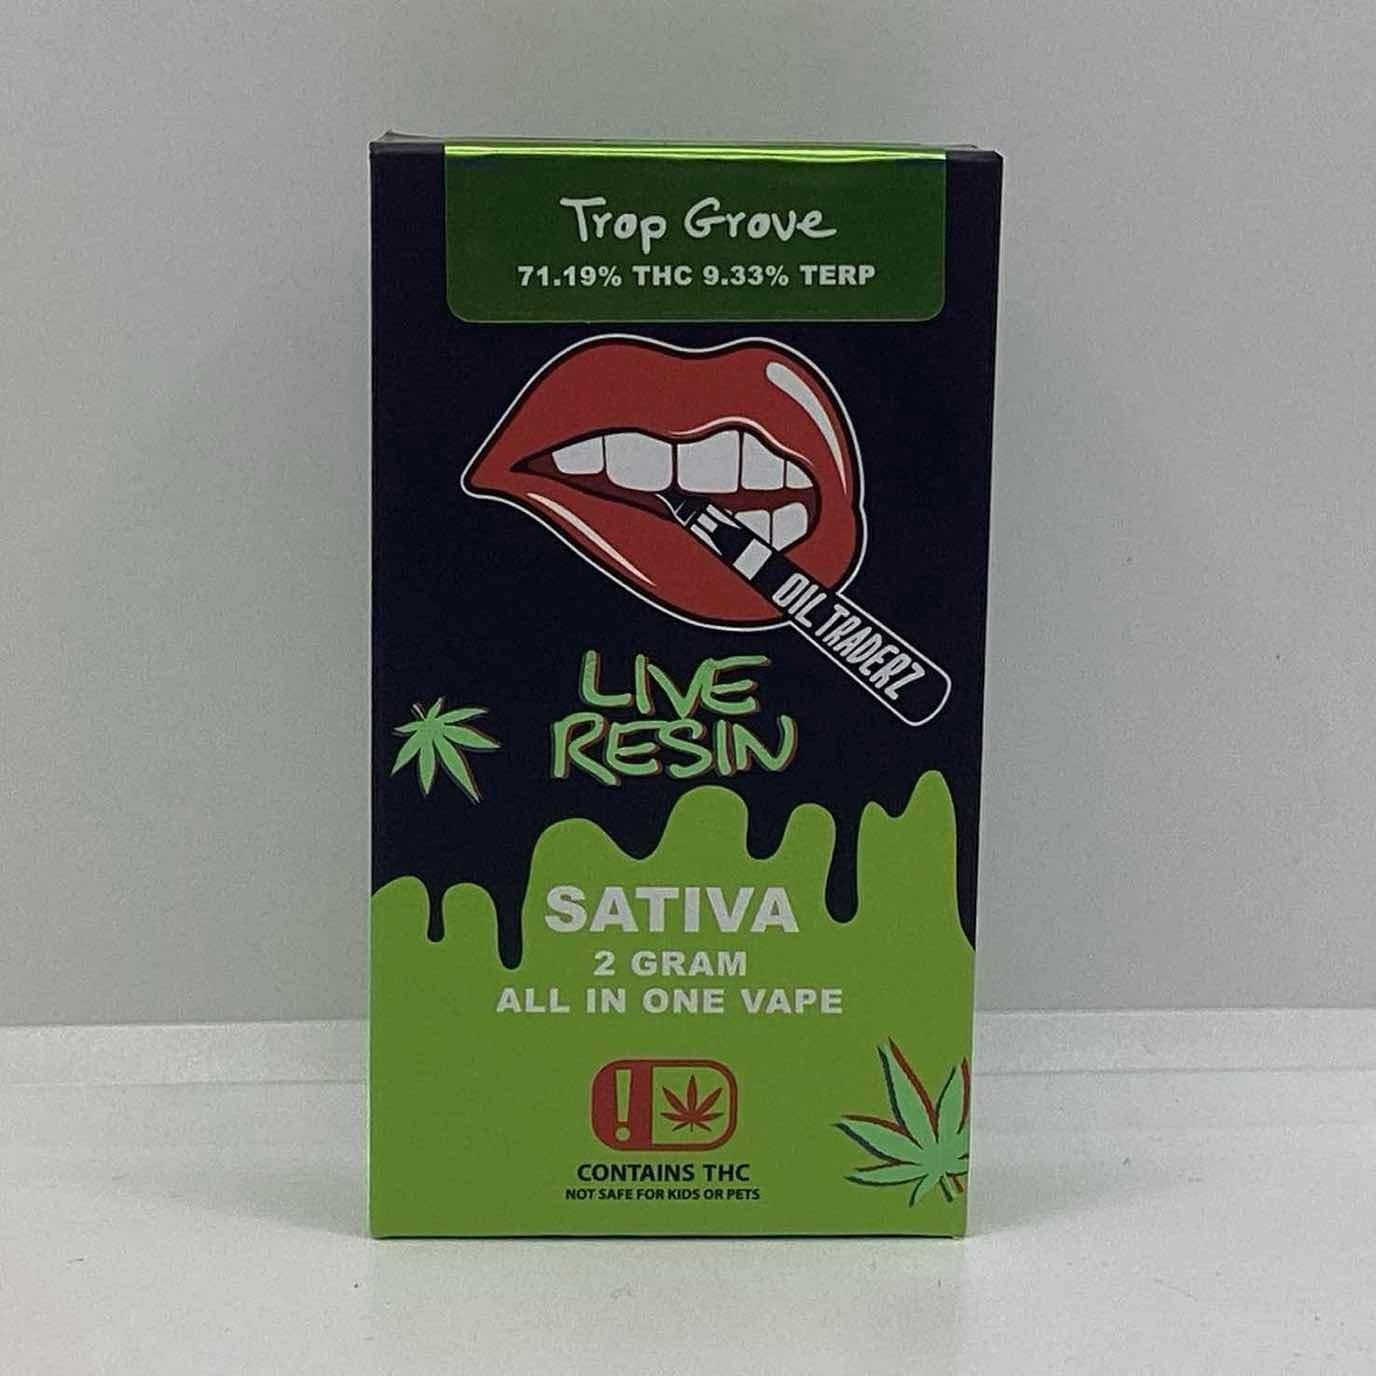 Trop Grove
71.19% THC 9.33% TERP
OIL TRADERZ
LIVE
RESIN
SATIVA
2 GRAM
ALL IN ONE VAPE
!
CONTAINS THC
NOT SAFE FOR KIDS OR PETS